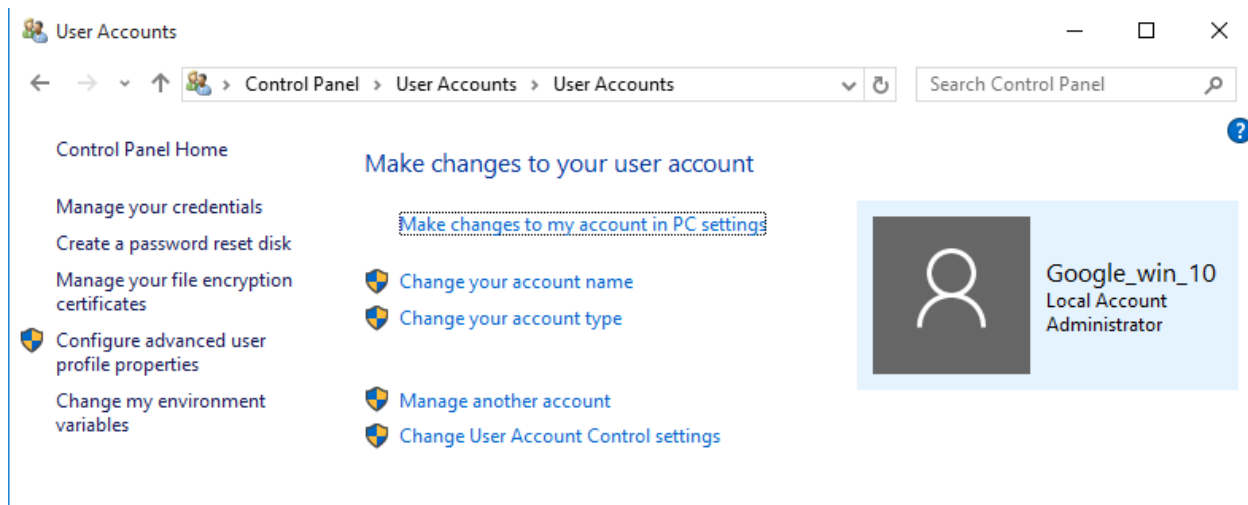 User Accounts
Control Panel > User Accounts > User Accounts
Search Control Panel
?
Control Panel Home
Manage your credentials
Create a password reset disk
Manage your file encryption
certificates
Configure advanced user
profile properties
Change my environment
variables
Make changes to your user account
Make changes to my account in PC settings
Change your account name
Change your account type
Manage another account
Change User Account Control settings
Google_win_10
Local Account
Administrator